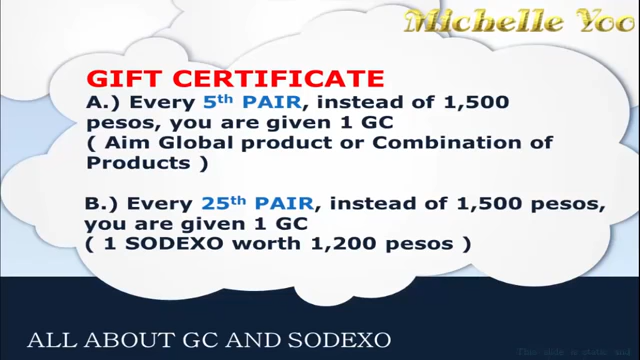 Michelle Yoo
GIFT CERTIFICATE
A.) Every 5th PAIR, instead of 1,500
pesos, you are given 1 GC
( Aim Global product or Combination of
Products )
B.) Every 25th PAIR, instead of 1,500 pesos,
you are given 1 GC
( 1 SODEXO worth 1,200 pesos )
ALL ABOUT GC AND SODEXO